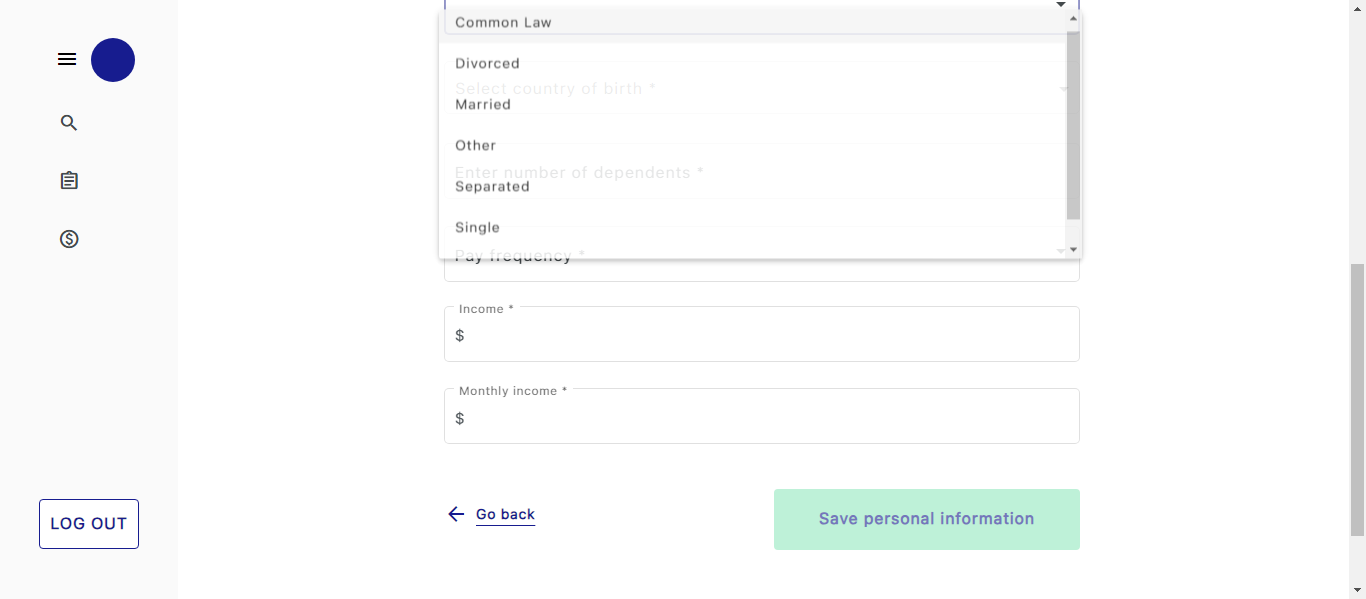 Common Law
Divorced
Select country of birth *
Married
Other
Enter number of dependents *
Separated
Single
Pay frequency *
Income *
$
Monthly income *
$
Go back
Save personal information
LOG OUT